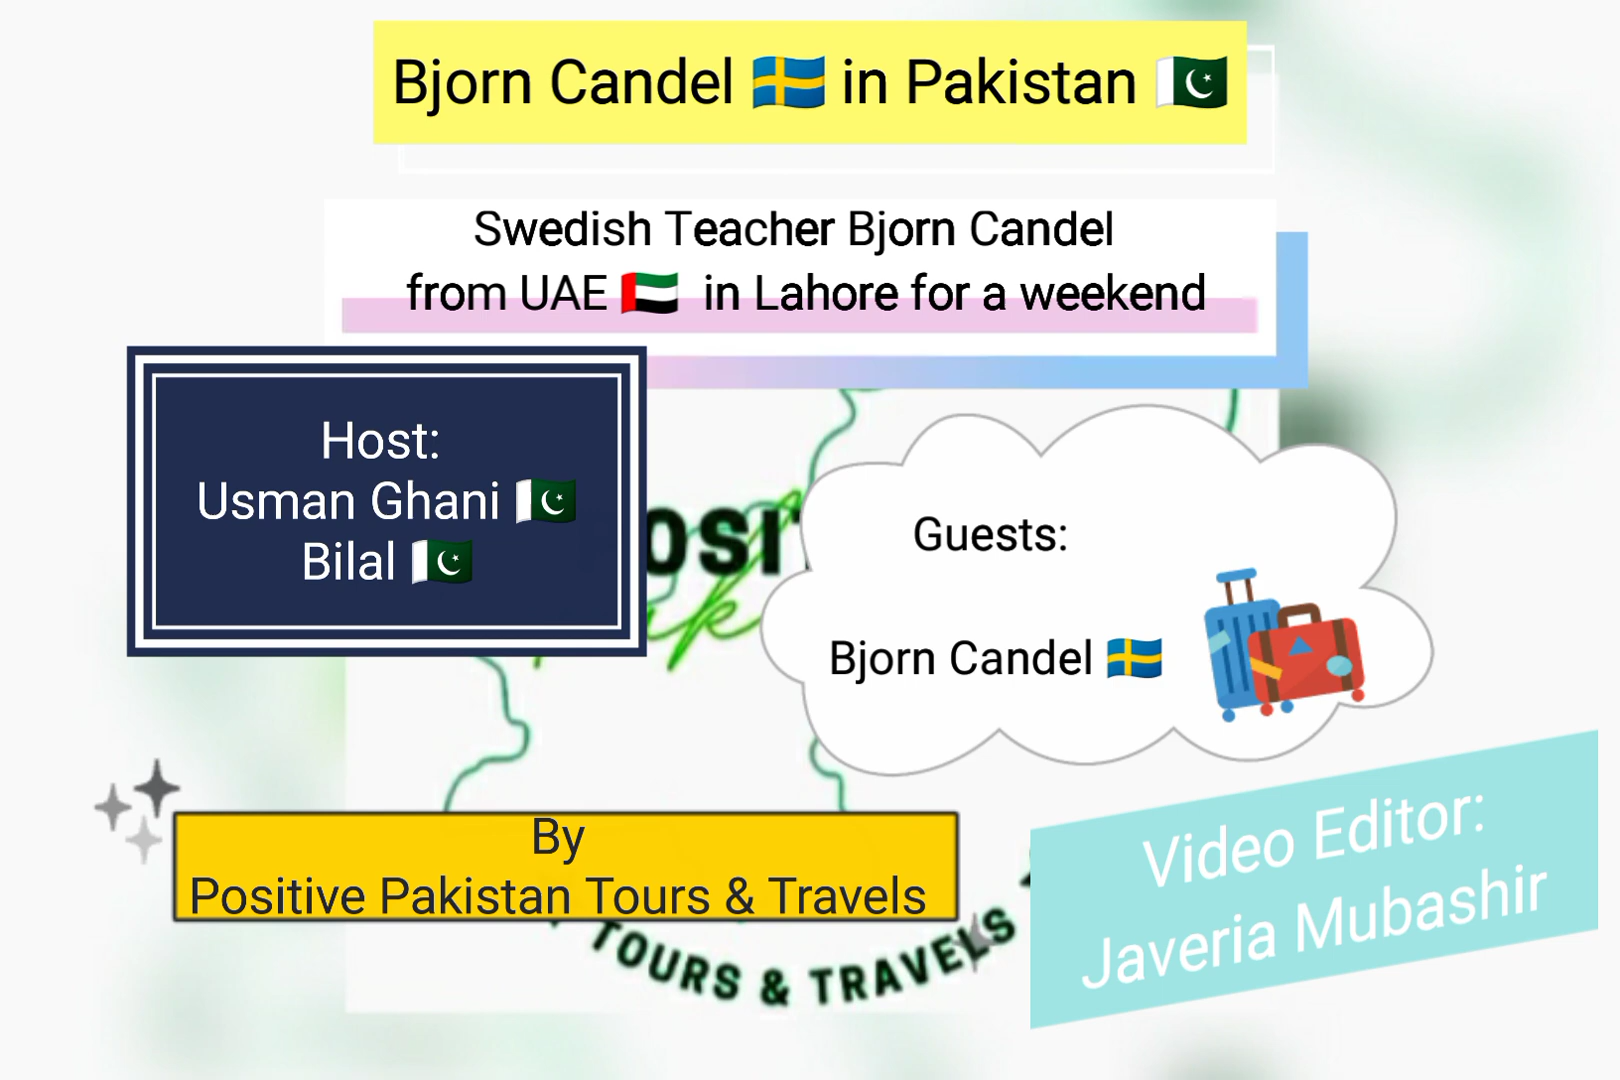 Bjorn Candel 🇸🇪 in Pakistan 🇵🇰
Swedish Teacher Bjorn Candel
from UAE 🇦🇪 in Lahore for a weekend
Host:
Usman Ghani 🇵🇰
Bilal 🇵🇰
Guests:
Bjorn Candel 🇸🇪
By
Positive Pakistan Tours & Travels
TOURS & TRAVELS
Video Editor:
Javeria Mubashir